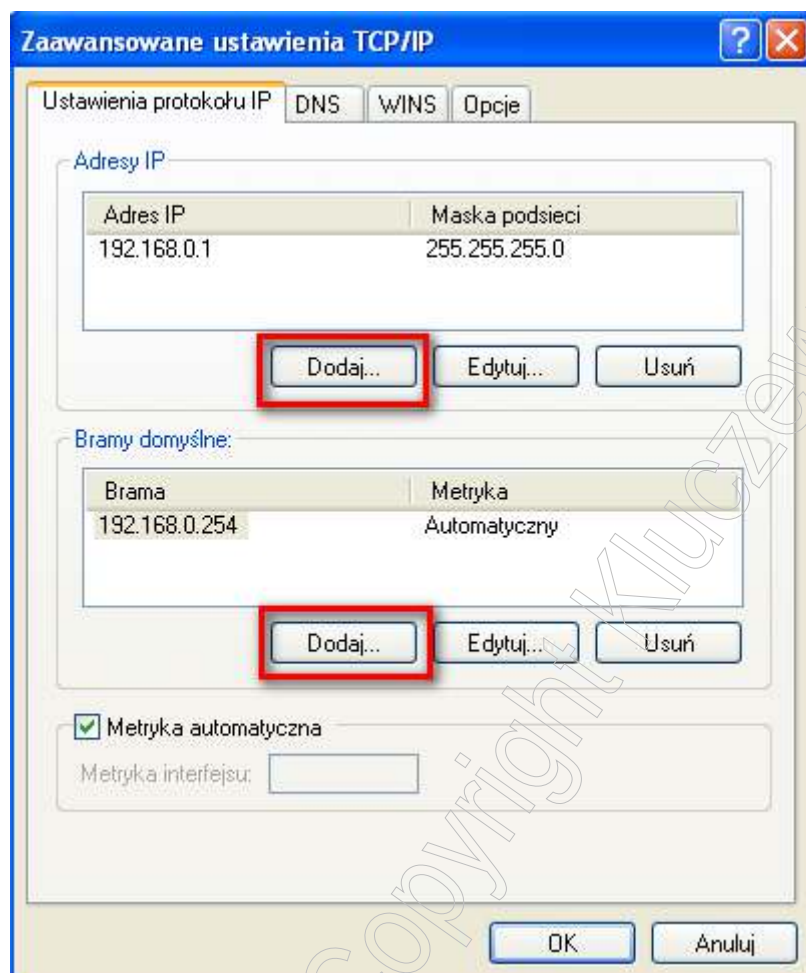 Zaawansowane ustawienia TCP/IP
Ustawienia protokołu IP DNS WINS Opcje
Adresy IP
Adres IP Maska podsieci
192.168.0.1 255.255.255.0
Dodaj... Edytuj... Usuń
Bramy domyślne:
Brama Metryka
192.168.0.254 Automatyczny
Dodaj... Edytuj... Usuń
Metryka automatyczna
Metryka interfejsu:
OK Anuluj
Copyright